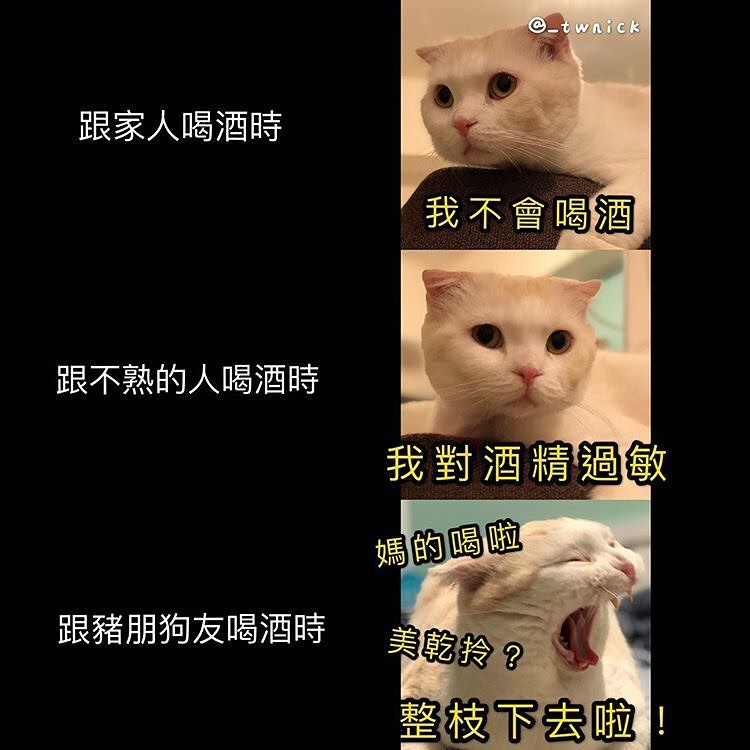 @_twnick
跟家人喝酒時
我不會喝酒
跟不熟的人喝酒時
我對酒精過敏
媽的喝啦
跟豬朋狗友喝酒時
美乾拎？
整枝下去啦！